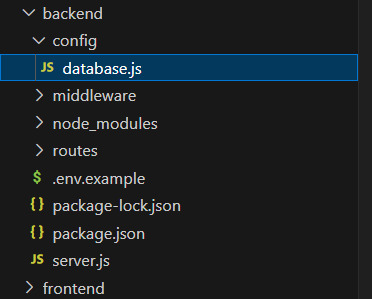 backend
config
JS database.js
middleware
node_modules
routes
$ .env.example
{} package-lock.json
{} package.json
JS server.js
frontend